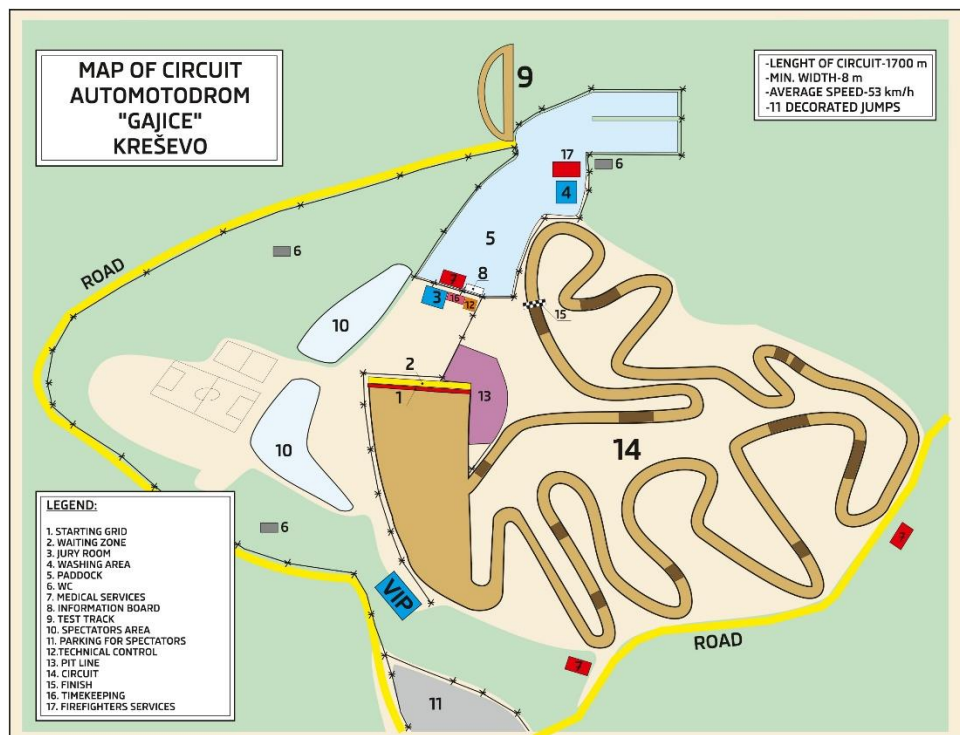 MAP OF CIRCUIT
AUTOMOTODROM
"GAJICE"
KREŠEVO
-LENGHT OF CIRCUIT-1700 m
-MIN. WIDTH-8 m
-AVERAGE SPEED-53 km/h
-11 DECORATED JUMPS
9
17
6
4
5
6
ROAD
7
8
3
16
12
15
10
2
1
13
10
14
6
7
VIP
ROAD
7
11
LEGEND:
1. STARTING GRID
2. WAITING ZONE
3. JURY ROOM
4. WASHING AREA
5. PADDOCK
6. WC
7. MEDICAL SERVICES
8. INFORMATION BOARD
9. TEST TRACK
10. SPECTATORS AREA
11. PARKING FOR SPECTATORS
12.TECHNICAL CONTROL
13. PIT LINE
14. CIRCUIT
15. FINISH
16. TIMEKEEPING
17. FIREFIGHTERS SERVICES